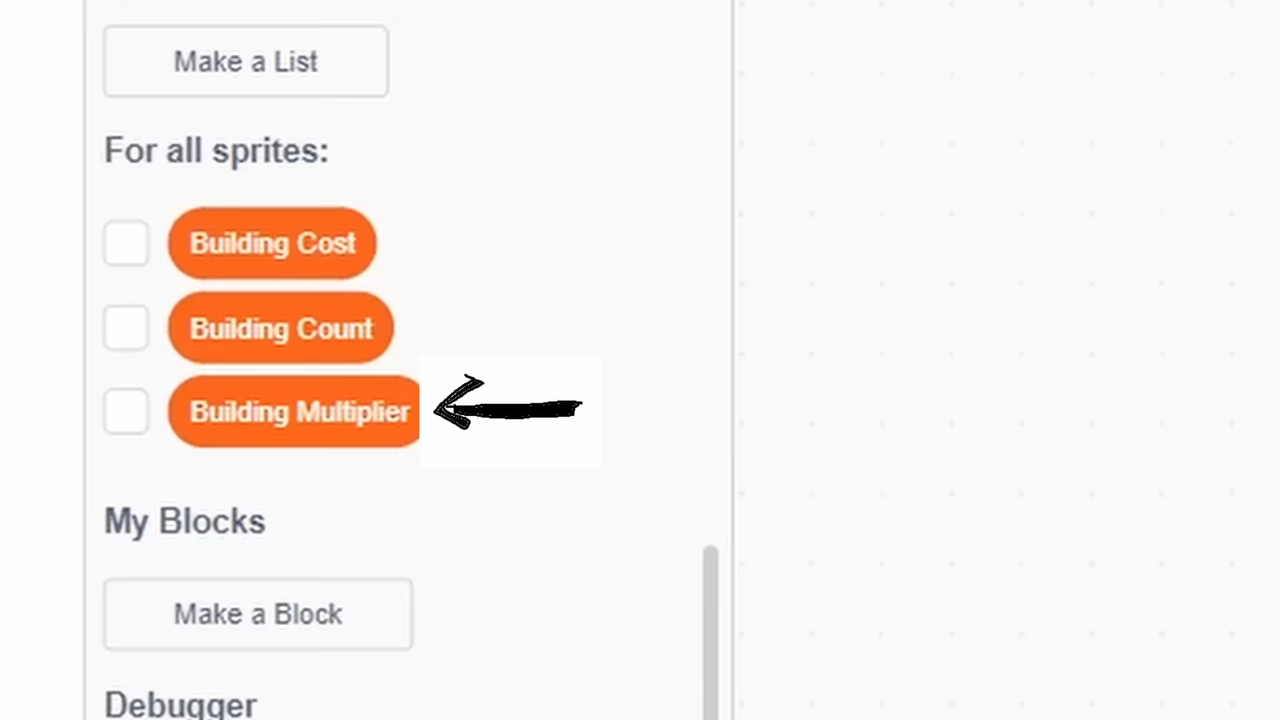 Make a List
For all sprites:
Building Cost
Building Count
Building Multiplier
My Blocks
Make a Block
Debugger